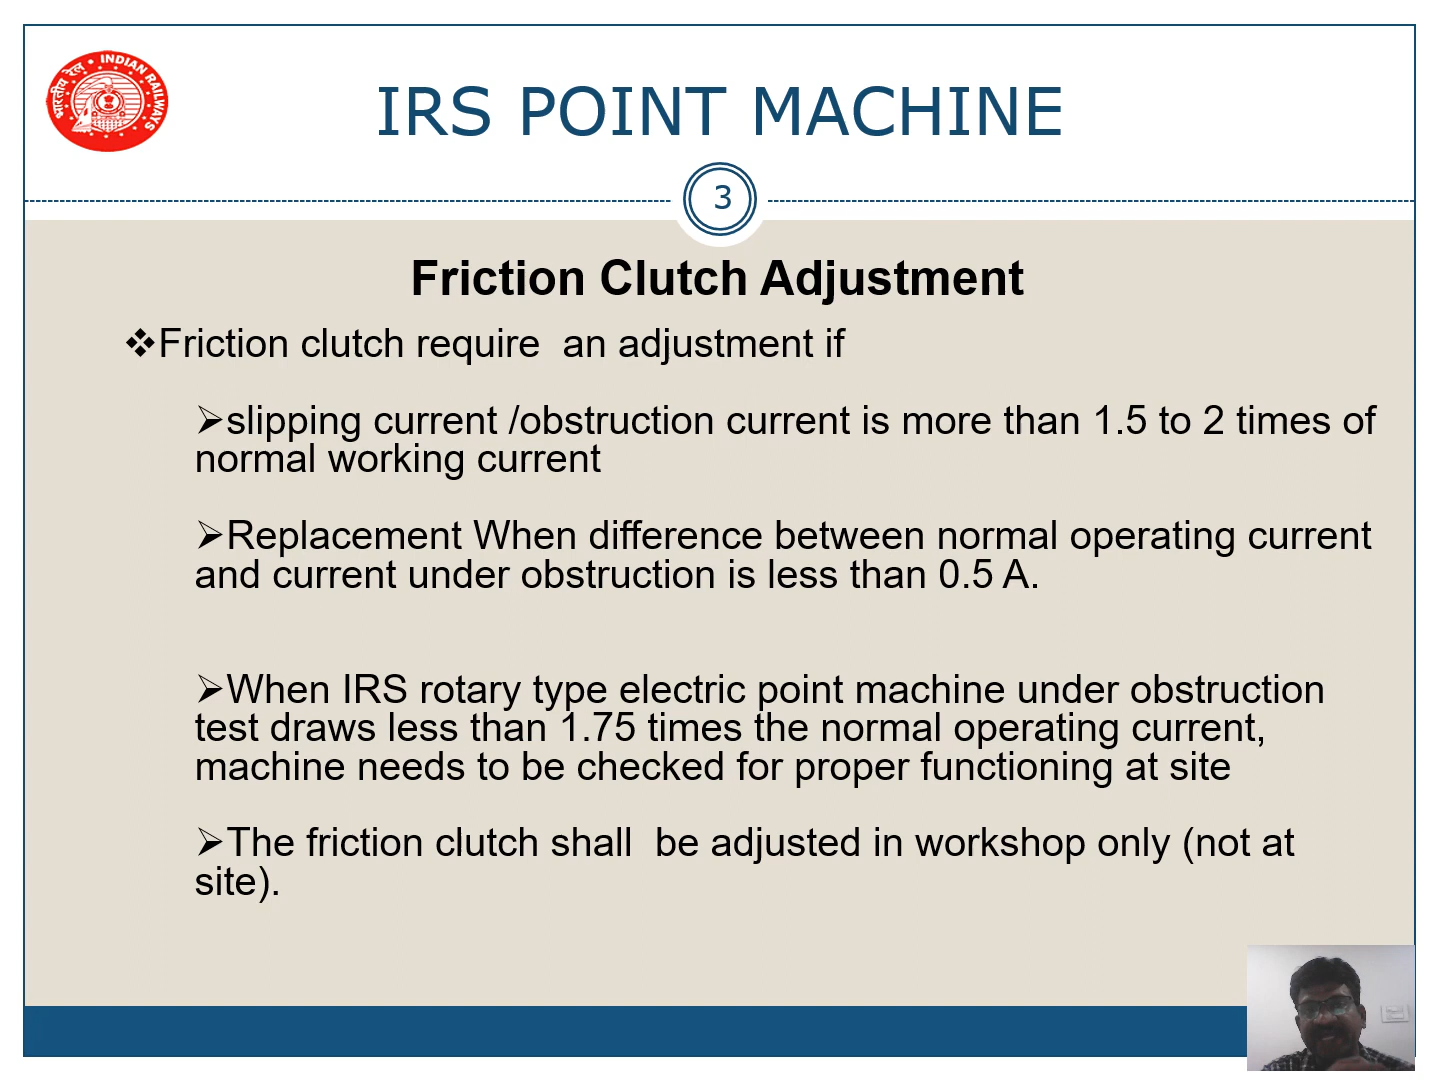 भारतीय रेल • INDIAN RAILWAYS
IRS POINT MACHINE
3
Friction Clutch Adjustment
❖Friction clutch require  an adjustment if
➢slipping current /obstruction current is more than 1.5 to 2 times of
normal working current
➢Replacement When difference between normal operating current
and current under obstruction is less than 0.5 A.
➢When IRS rotary type electric point machine under obstruction
test draws less than 1.75 times the normal operating current,
machine needs to be checked for proper functioning at site
➢The friction clutch shall  be adjusted in workshop only (not at
site).